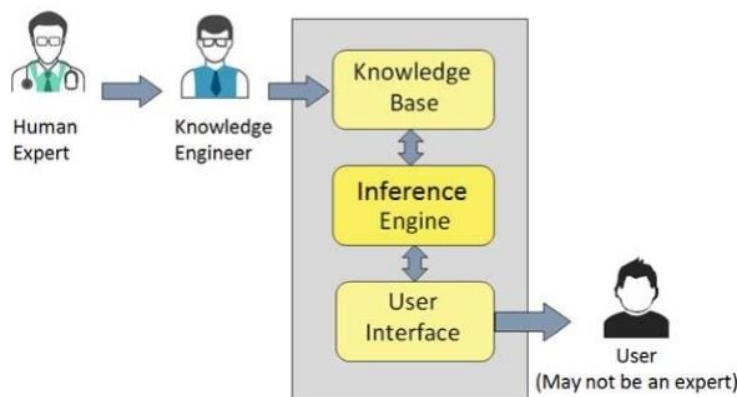 Human
Expert
Knowledge
Engineer
Knowledge
Base
Inference
Engine
User
Interface
User
(May not be an expert)